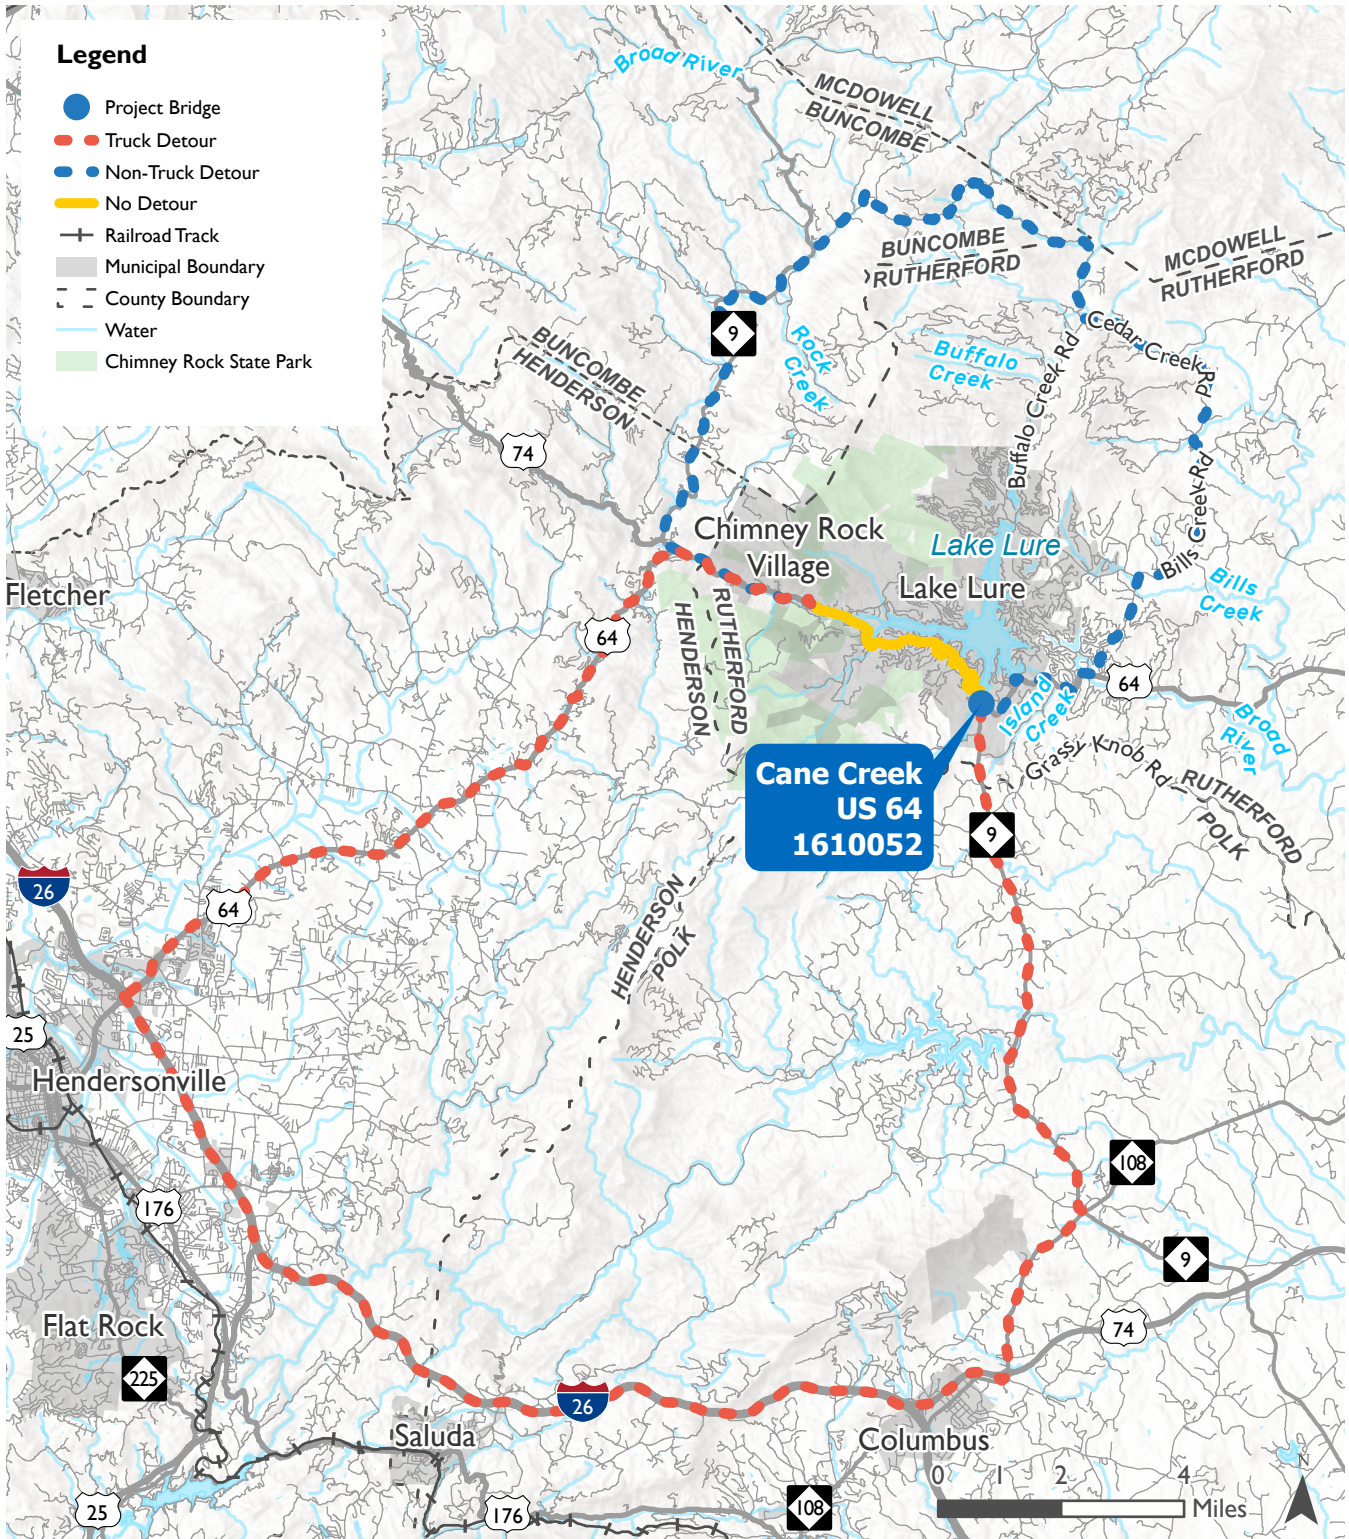 Legend
Project Bridge
Truck Detour
Non-Truck Detour
No Detour
Railroad Track
Municipal Boundary
County Boundary
Water
Chimney Rock State Park
Broad River
MCDOWELL
BUNCOMBE
BUNCOMBE
RUTHERFORD
MCDOWELL
RUTHERFORD
9
Rock
Creek
Buffalo
Creek
Buffalo Creek Rd
Cedar Creek Rd
BUNCOMBE
HENDERSON
74
Bills Creek Rd
Chimney Rock
Village
Lake Lure
Lake Lure
Bills
Creek
Fletcher
64
RUTHERFORD
HENDERSON
64
Island
Creek
Broad
River
Grassy Knob Rd
RUTHERFORD
POLK
Cane Creek
US 64
1610052
9
26
64
HENDERSON
POLK
25
Hendersonville
108
176
9
Flat Rock
74
225
26
Saluda
Columbus
0 1 2 4
Miles
N
25
176
108